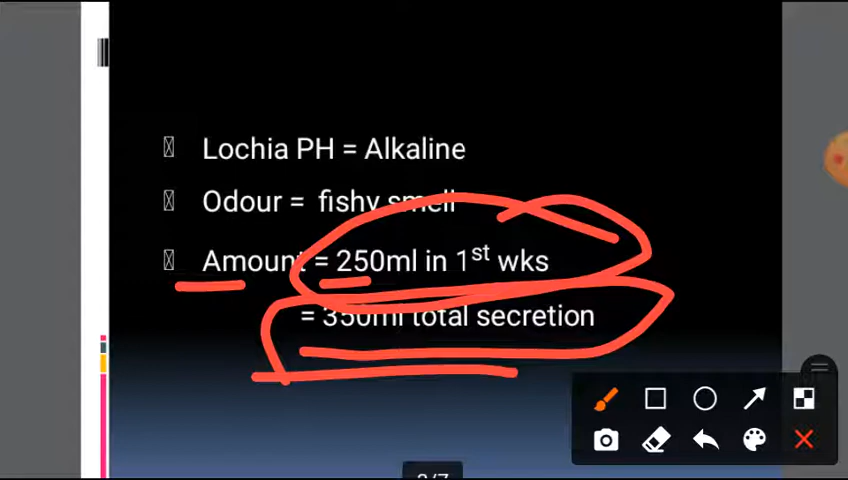 Lochia PH = Alkaline
Odour = fishy smell
Amount = 250ml in 1st wks
= 350ml total secretion